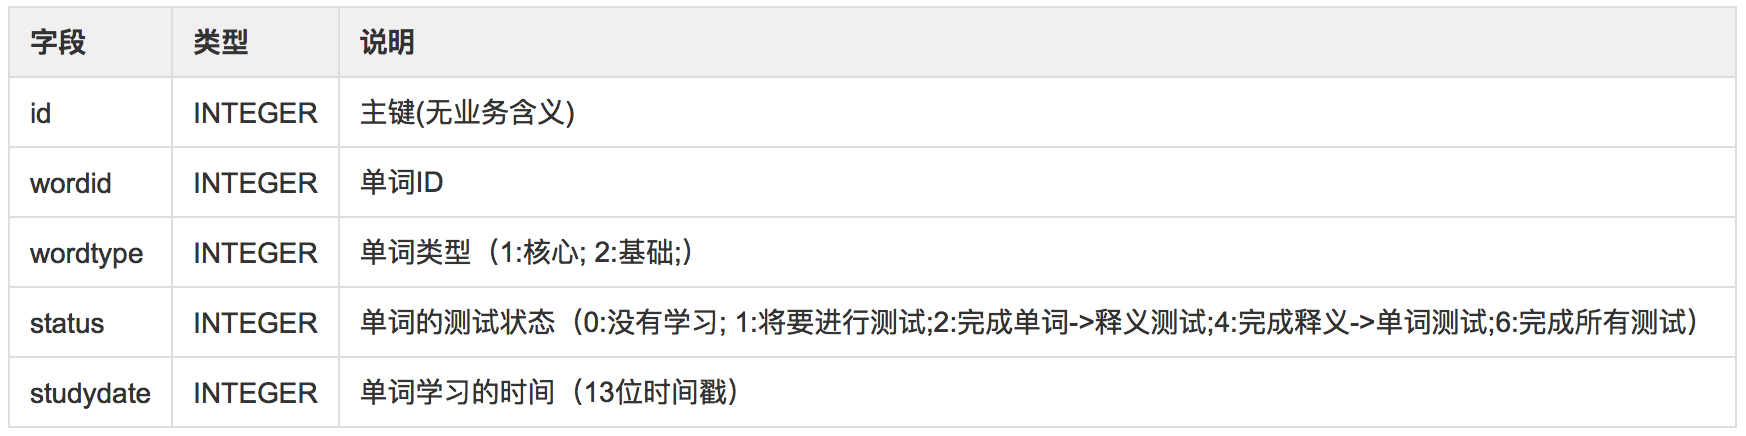 字段 类型 说明
id INTEGER 主键(无业务含义)
wordid INTEGER 单词ID
wordtype INTEGER 单词类型（1:核心; 2:基础;）
status INTEGER 单词的测试状态（0:没有学习; 1:将要进行测试;2:完成单词->释义测试;4:完成释义->单词测试;6:完成所有测试）
studydate INTEGER 单词学习的时间（13位时间戳）